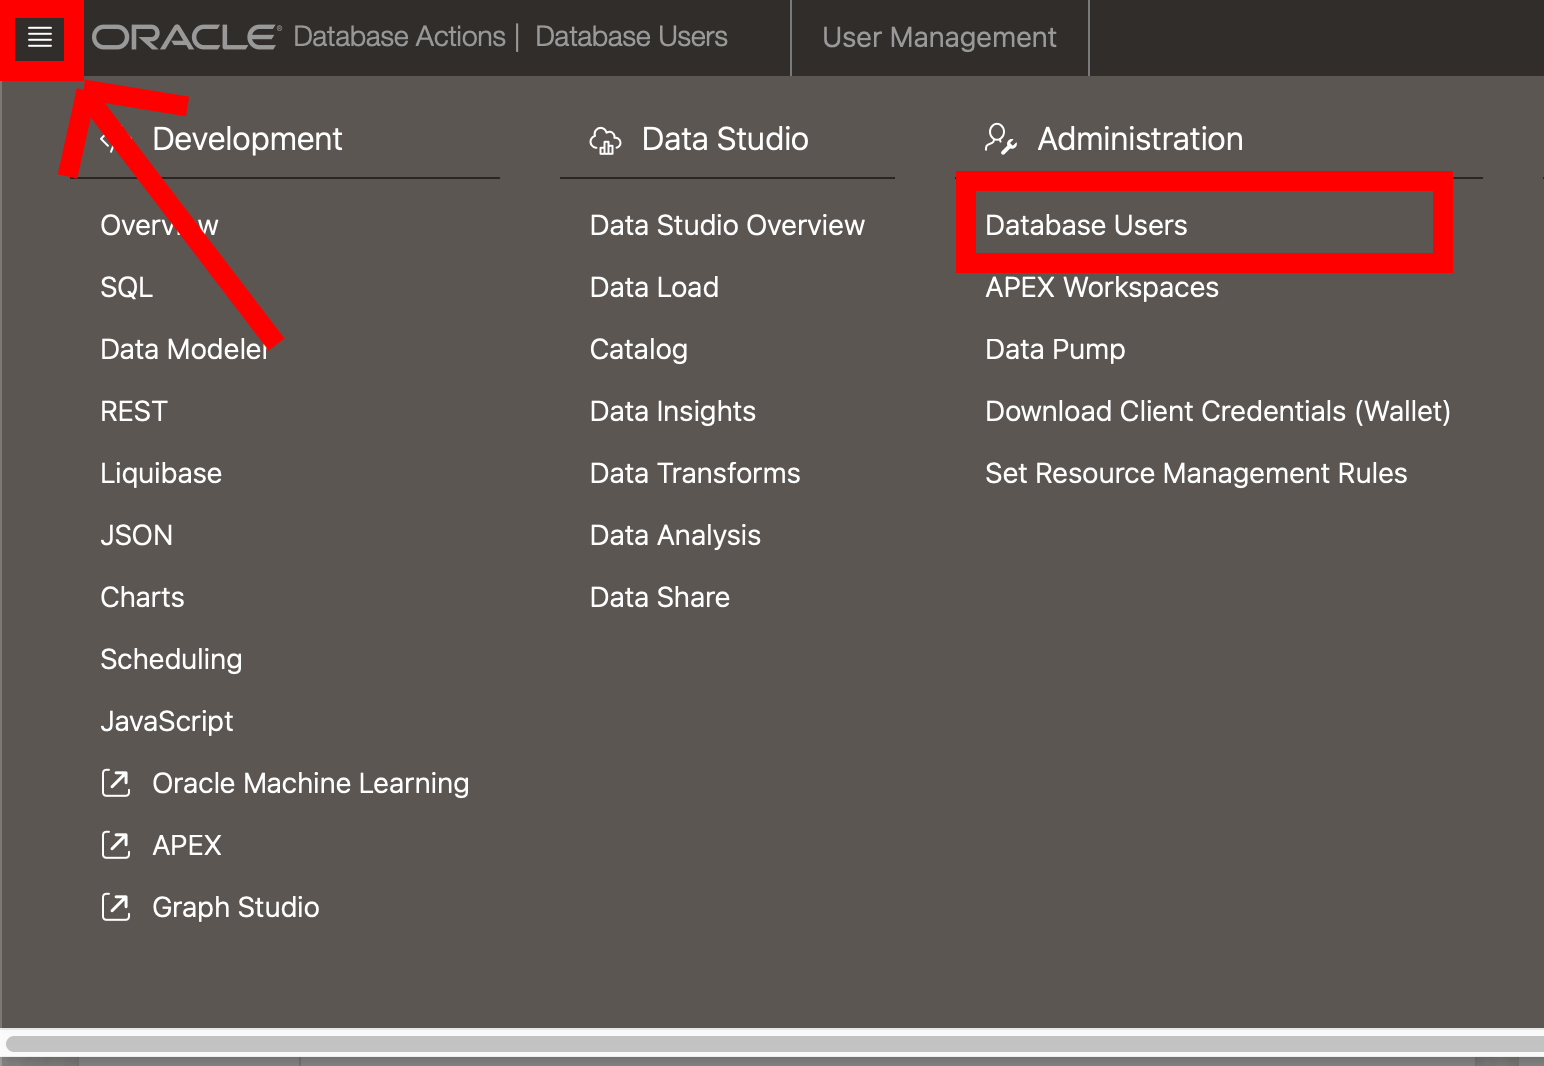 ORACLE® Database Actions | Database Users
User Management
Development
Overview
SQL
Data Modeler
REST
Liquibase
JSON
Charts
Scheduling
JavaScript
Oracle Machine Learning
APEX
Graph Studio
Data Studio
Data Studio Overview
Data Load
Catalog
Data Insights
Data Transforms
Data Analysis
Data Share
Administration
Database Users
APEX Workspaces
Data Pump
Download Client Credentials (Wallet)
Set Resource Management Rules